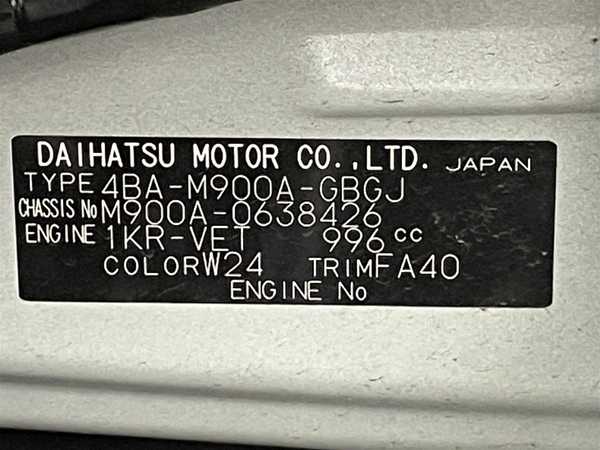 DAIHATSU MOTOR CO.,LTD. JAPAN
TYPE 4BA-M900A-GBGJ
CHASSIS No M900A-0638426
ENGINE 1KR-VET 996 cc
COLOR W24 TRIM FA40
ENGINE No